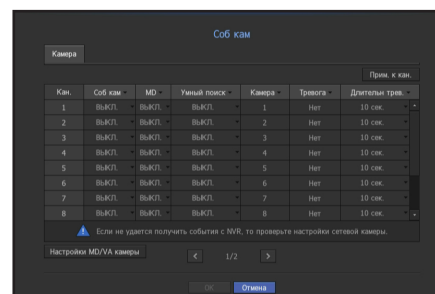 Соб кам
Камера
Прим. к кан.
Кан. Соб кам MD Умный поиск Камера Тревога Длительн трев.
1 ВЫКЛ. ВЫКЛ. ВЫКЛ. 1 Нет 10 сек.
2 ВЫКЛ. ВЫКЛ. ВЫКЛ. 2 Нет 10 сек.
3 ВЫКЛ. ВЫКЛ. ВЫКЛ. 3 Нет 10 сек.
4 ВЫКЛ. ВЫКЛ. ВЫКЛ. 4 Нет 10 сек.
5 ВЫКЛ. ВЫКЛ. ВЫКЛ. 5 Нет 10 сек.
6 ВЫКЛ. ВЫКЛ. ВЫКЛ. 6 Нет 10 сек.
7 ВЫКЛ. ВЫКЛ. ВЫКЛ. 7 Нет 10 сек.
8 ВЫКЛ. ВЫКЛ. ВЫКЛ. 8 Нет 10 сек.
Если не удается получить события с NVR, то проверьте настройки сетевой камеры.
Настройки MD/VA камеры
< 1/2 >
OK Отмена